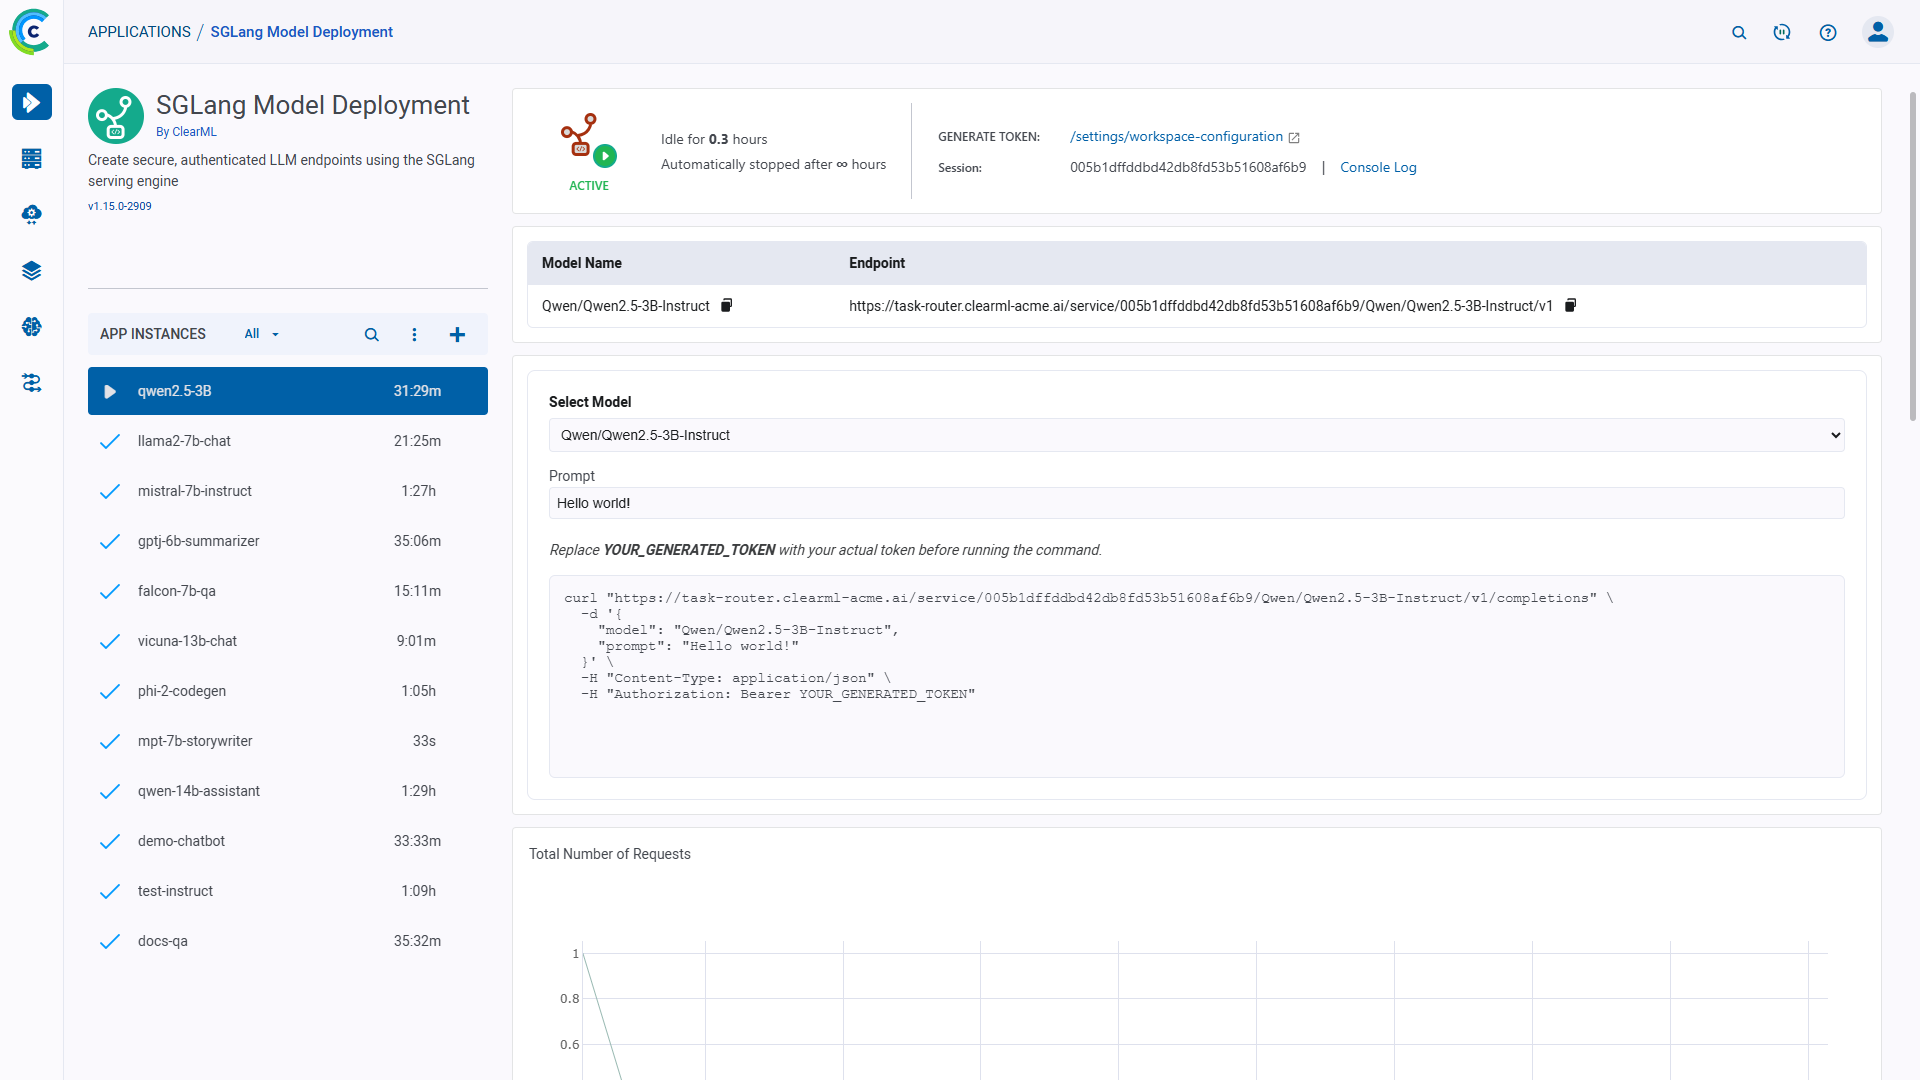 APPLICATIONS / SGLang Model Deployment
SGLang Model Deployment
By ClearML
Create secure, authenticated LLM endpoints using the SGLang
serving engine
v1.15.0-2909
APP INSTANCES All
qwen2.5-3B 31:29m
llama2-7b-chat 21:25m
mistral-7b-instruct 1:27h
gptj-6b-summarizer 35:06m
falcon-7b-qa 15:11m
vicuna-13b-chat 9:01m
phi-2-codegen 1:05h
mpt-7b-storywriter 33s
qwen-14b-assistant 1:29h
demo-chatbot 33:33m
test-instruct 1:09h
docs-qa 35:32m
ACTIVE
Idle for 0.3 hours
Automatically stopped after ∞ hours
GENERATE TOKEN: /settings/workspace-configuration
Session: 005b1dffddbd42db8fd53b51608af6b9 | Console Log
Model Name Endpoint
Qwen/Qwen2.5-3B-Instruct https://task-router.clearml-acme.ai/service/005b1dffddbd42db8fd53b51608af6b9/Qwen/Qwen2.5-3B-Instruct/v1
Select Model
Qwen/Qwen2.5-3B-Instruct
Prompt
Hello world!
Replace YOUR_GENERATED_TOKEN with your actual token before running the command.
curl "https://task-router.clearml-acme.ai/service/005b1dffddbd42db8fd53b51608af6b9/Qwen/Qwen2.5-3B-Instruct/v1/completions" \
-d '{
"model": "Qwen/Qwen2.5-3B-Instruct",
"prompt": "Hello world!"
}' \
-H "Content-Type: application/json" \
-H "Authorization: Bearer YOUR_GENERATED_TOKEN"
Total Number of Requests
1
0.8
0.6